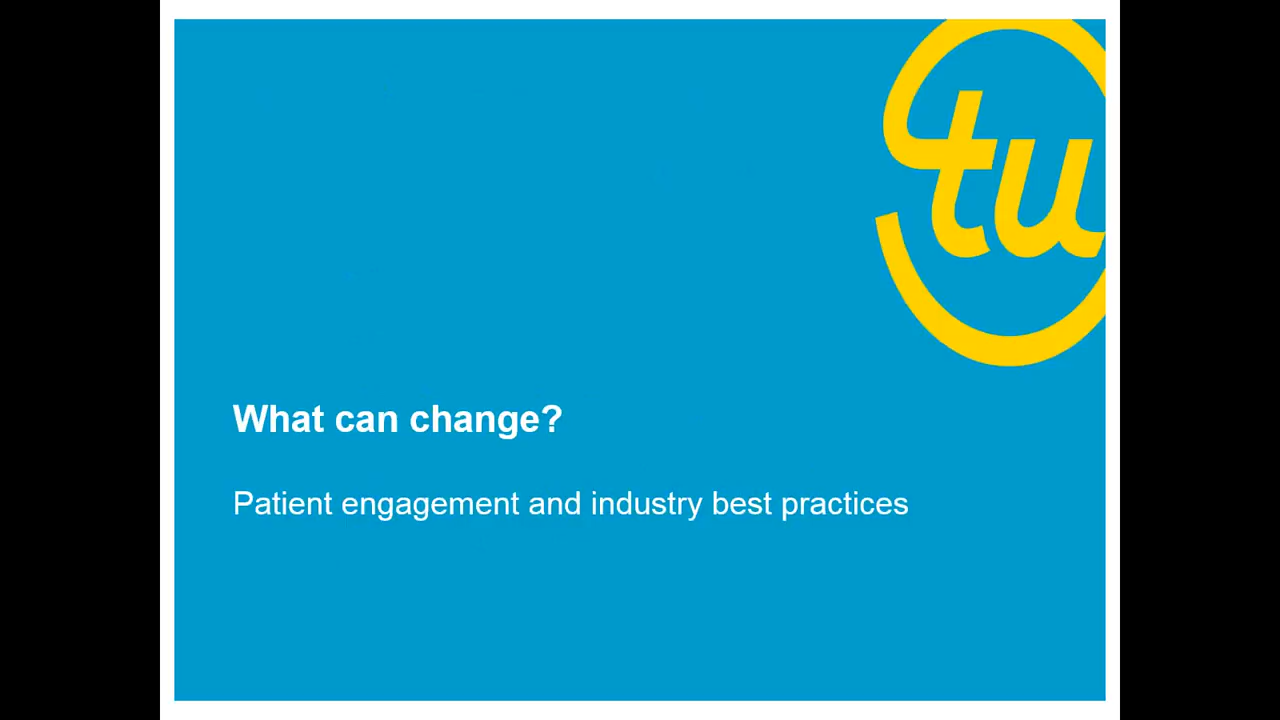 tu
What can change?
Patient engagement and industry best practices